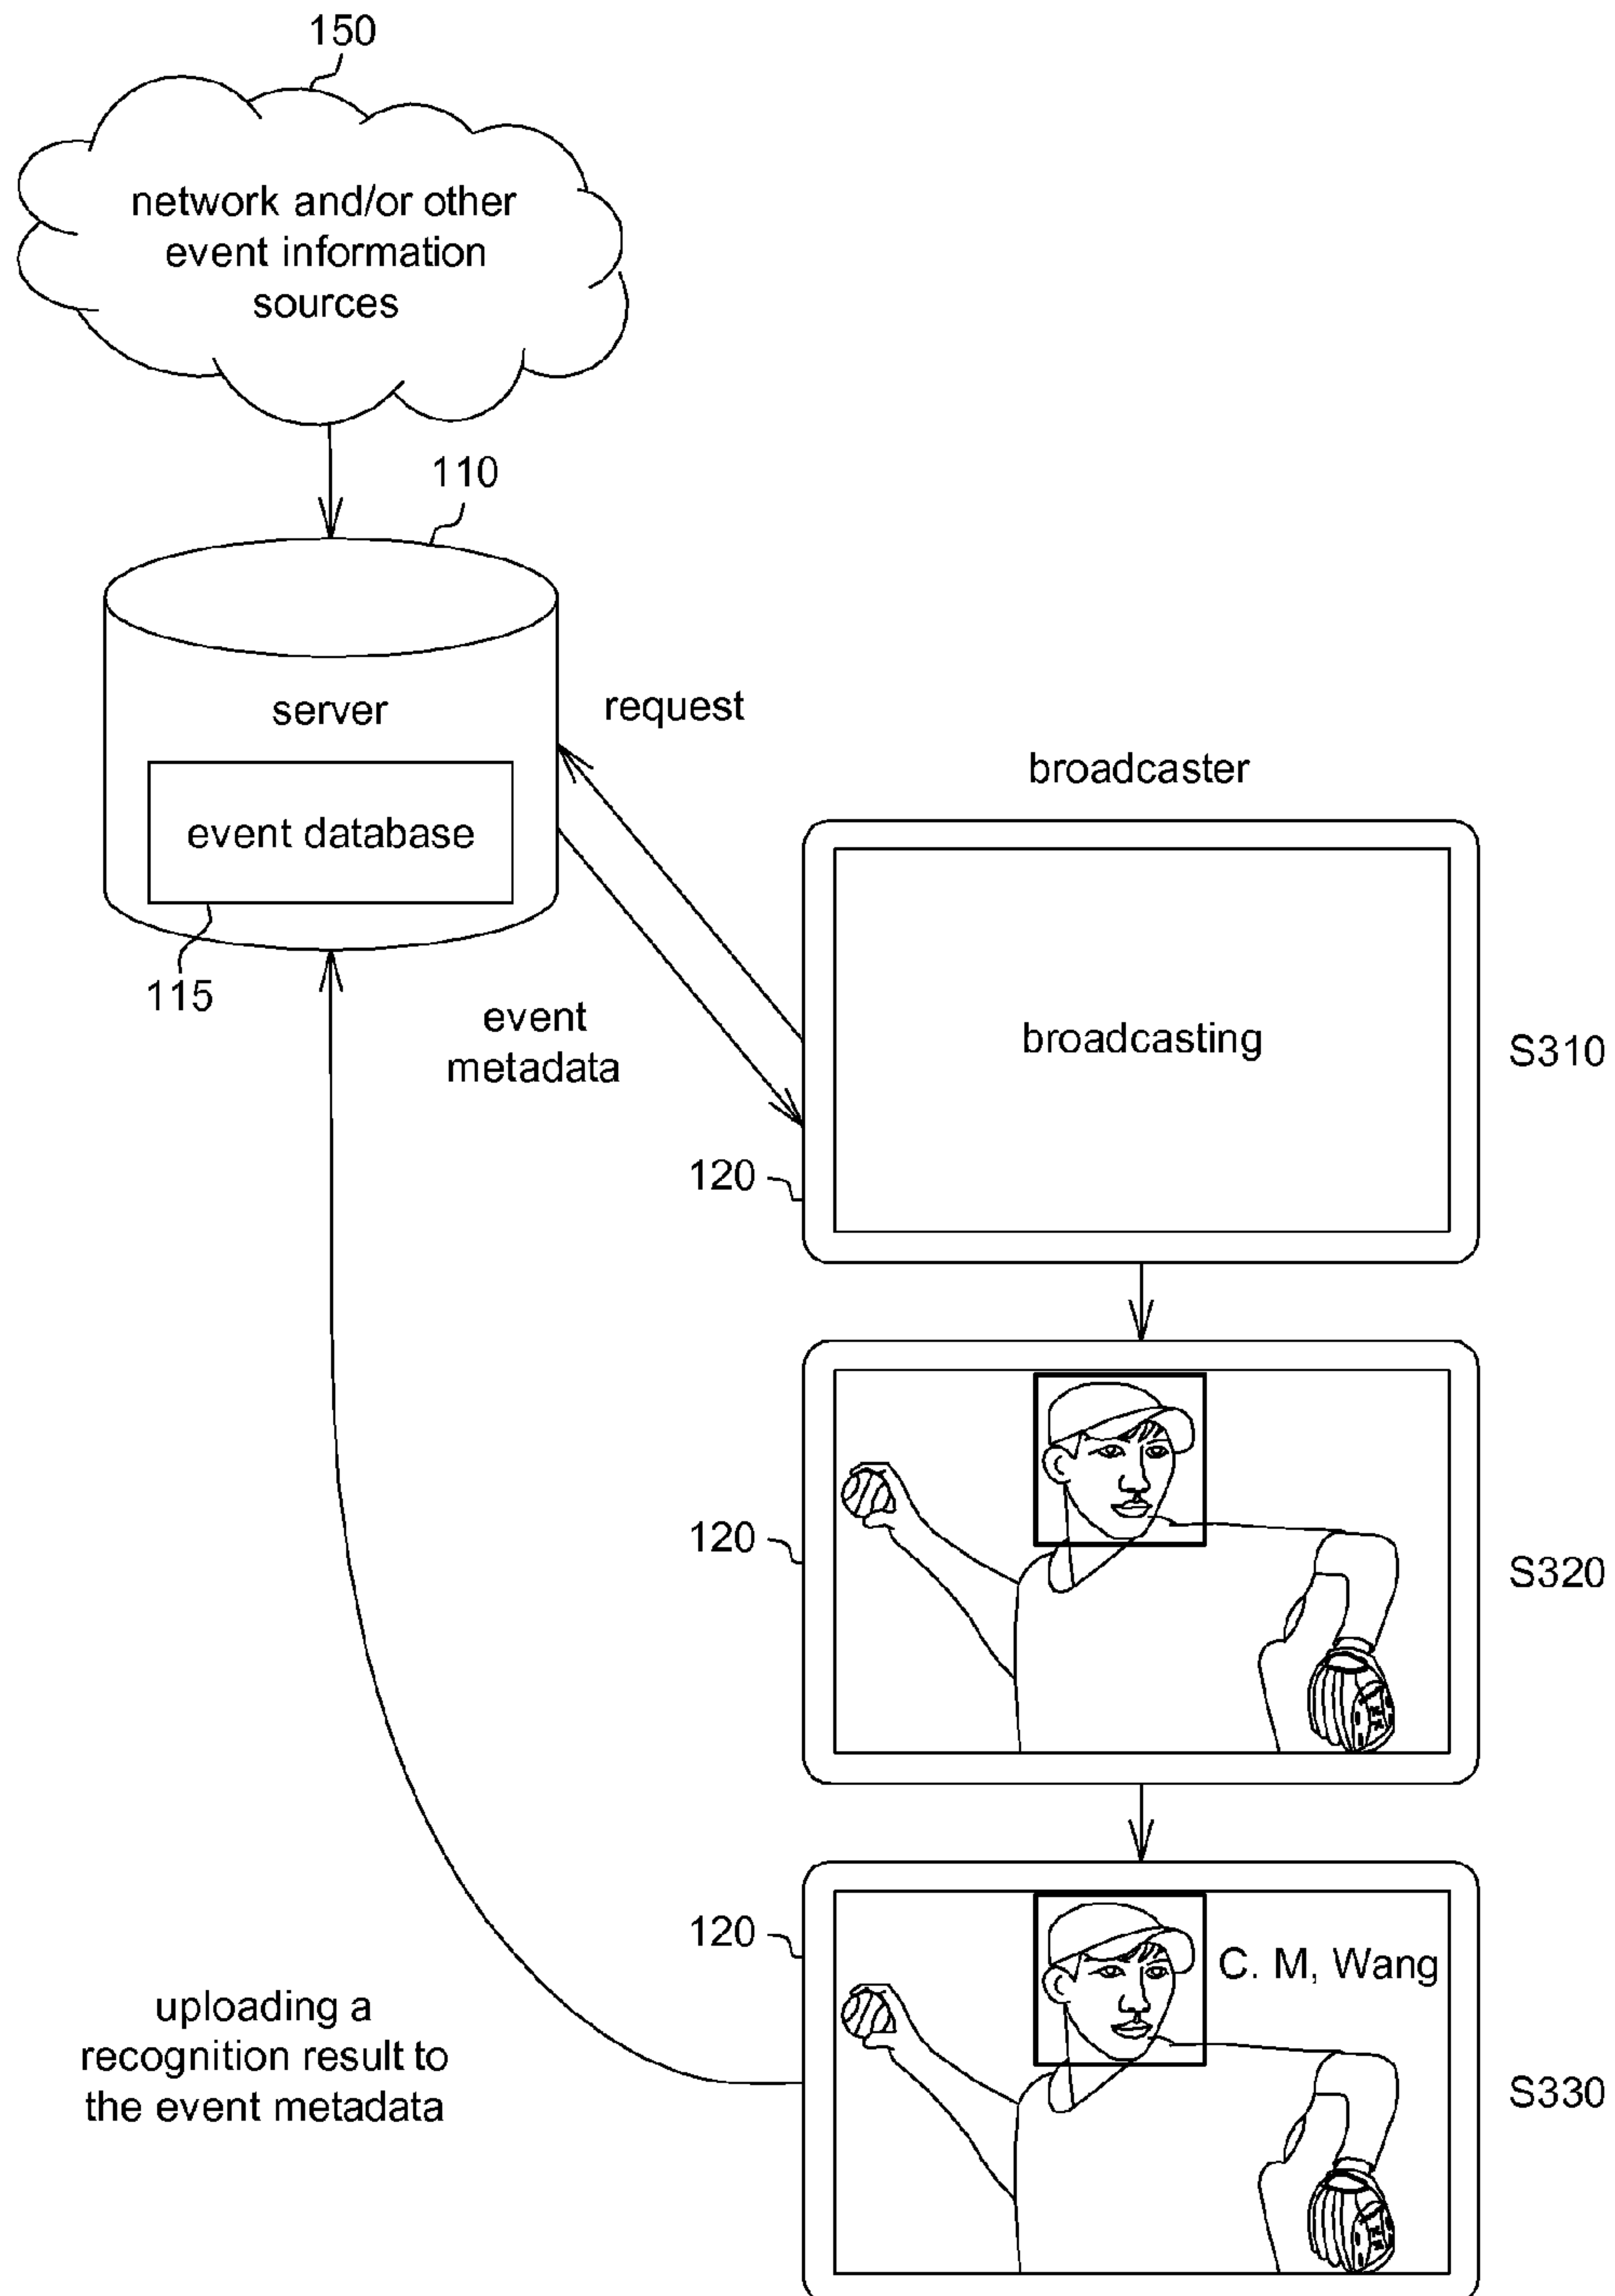 150
network and/or other
event information
sources
110
server
request
event database
115
event
metadata
broadcaster
broadcasting
S310
120
120
S320
120
C. M, Wang
uploading a
recognition result to
the event metadata
S330